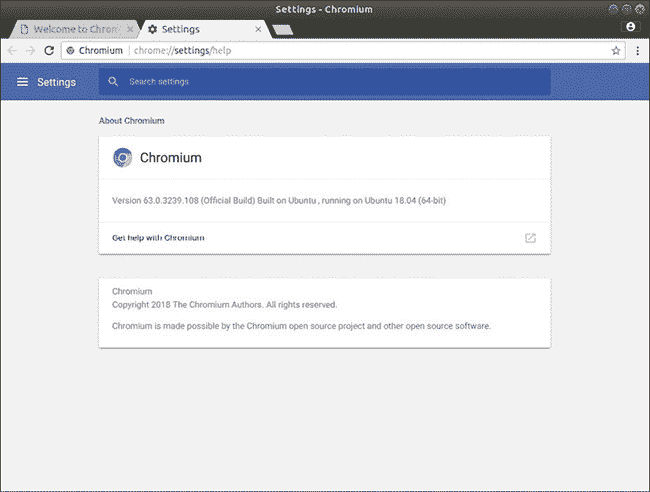 Settings - Chromium
Welcome to Chrom
Settings
Chromium
chrome://settings/help
Settings
Search settings
About Chromium
Chromium
Version 63.0.3239.108 (Official Build) Built on Ubuntu , running on Ubuntu 18.04 (64-bit)
Get help with Chromium
Chromium
Copyright 2018 The Chromium Authors. All rights reserved.
Chromium is made possible by the Chromium open source project and other open source software.